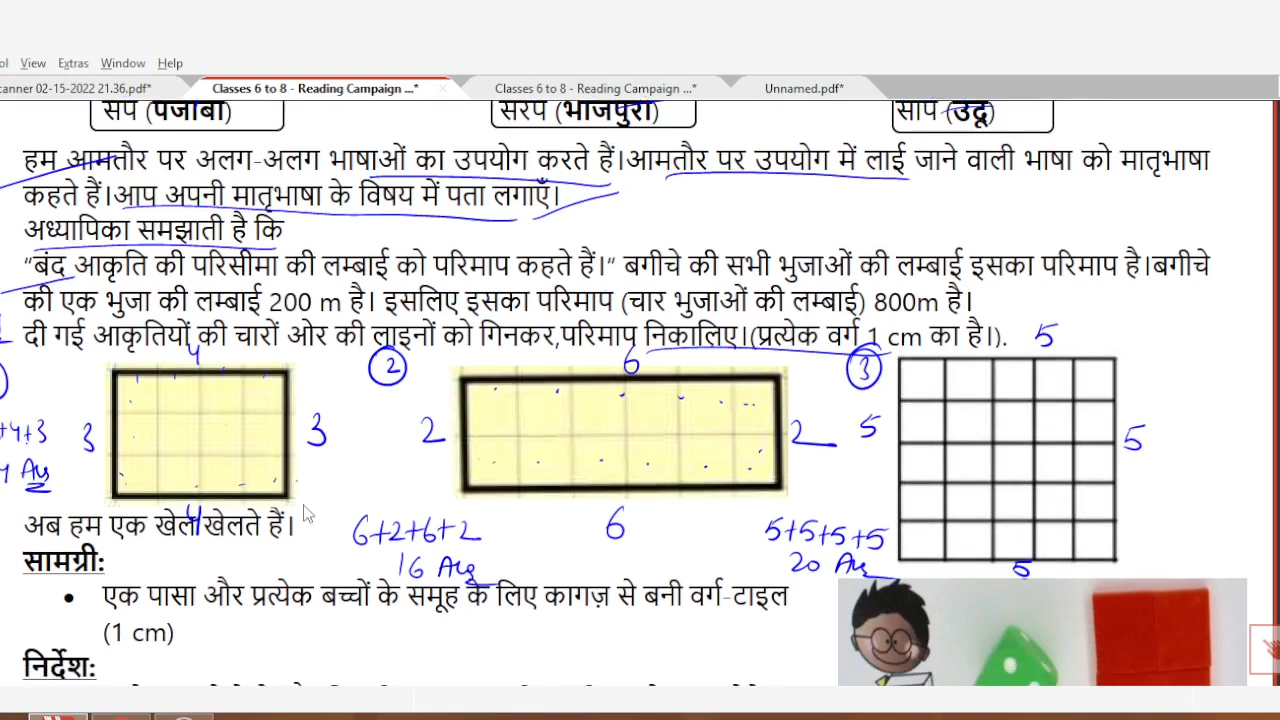 View Extras Window Help
canner 02-15-2022 21.36.pdf* Classes 6 to 8 - Reading Campaign ...* Classes 6 to 8 - Reading Campaign ...* Unnamed.pdf*
सप (पंजाबी) सरप (भोजपुरी) सांप (उर्दू)
हम आमतौर पर अलग-अलग भाषाओं का उपयोग करते हैं।आमतौर पर उपयोग में लाई जाने वाली भाषा को मातृभाषा
कहते हैं।आप अपनी मातृभाषा के विषय में पता लगाएँ।
अध्यापिका समझाती है कि
"बंद आकृति की परिसीमा की लम्बाई को परिमाप कहते हैं।" बगीचे की सभी भुजाओं की लम्बाई इसका परिमाप है।बगीचे
की एक भुजा की लम्बाई 200 m है। इसलिए इसका परिमाप (चार भुजाओं की लम्बाई) 800m है।
दी गई आकृतियों की चारों ओर की लाइनों को गिनकर,परिमाप निकालिए।(प्रत्येक वर्ग 1 cm का है।).
4 2 6 3 5
+4+3 3 3 2 2 5 5
Ans
4 6 5
6+2+6+2 5+5+5+5
16 Ans 20 Ans
अब हम एक खेल खेलते हैं।
सामग्री:
• एक पासा और प्रत्येक बच्चों के समूह के लिए कागज़ से बनी वर्ग-टाइल
(1 cm)
निर्देश: